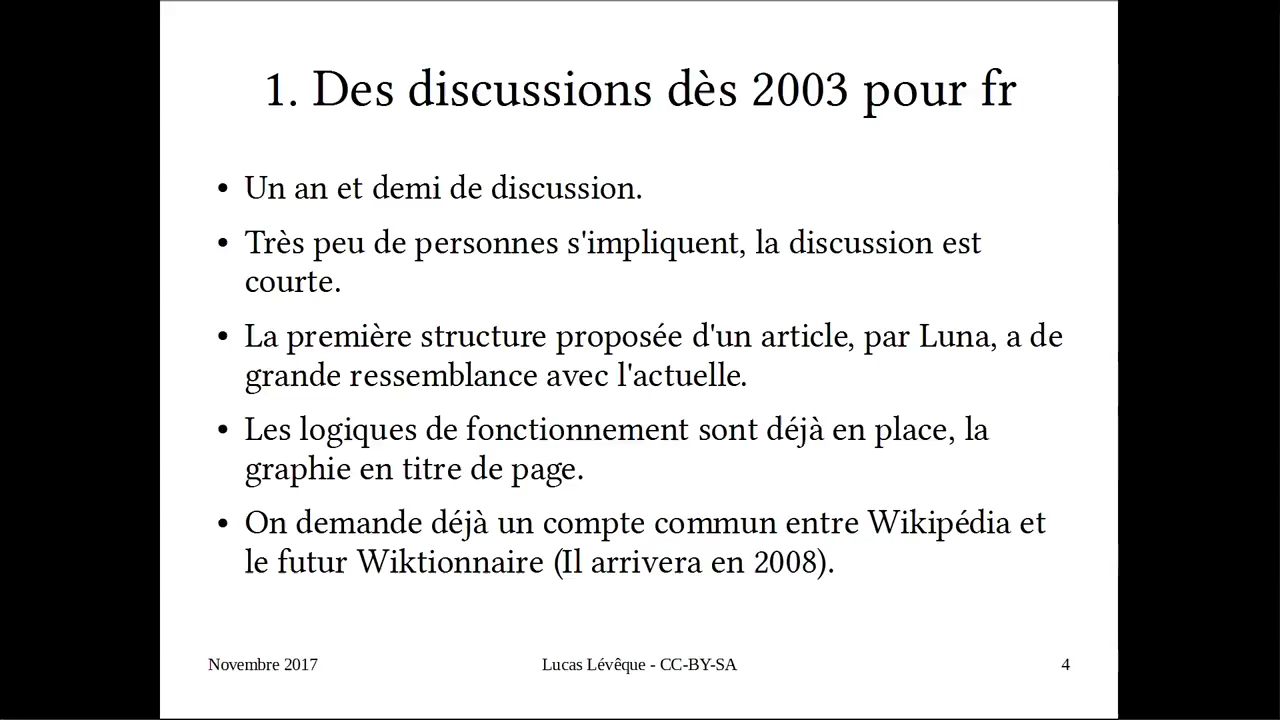 1. Des discussions dès 2003 pour fr
• Un an et demi de discussion.
• Très peu de personnes s'impliquent, la discussion est
courte.
• La première structure proposée d'un article, par Luna, a de
grande ressemblance avec l'actuelle.
• Les logiques de fonctionnement sont déjà en place, la
graphie en titre de page.
• On demande déjà un compte commun entre Wikipédia et
le futur Wiktionnaire (Il arrivera en 2008).
Novembre 2017
Lucas Lévêque - CC-BY-SA
4